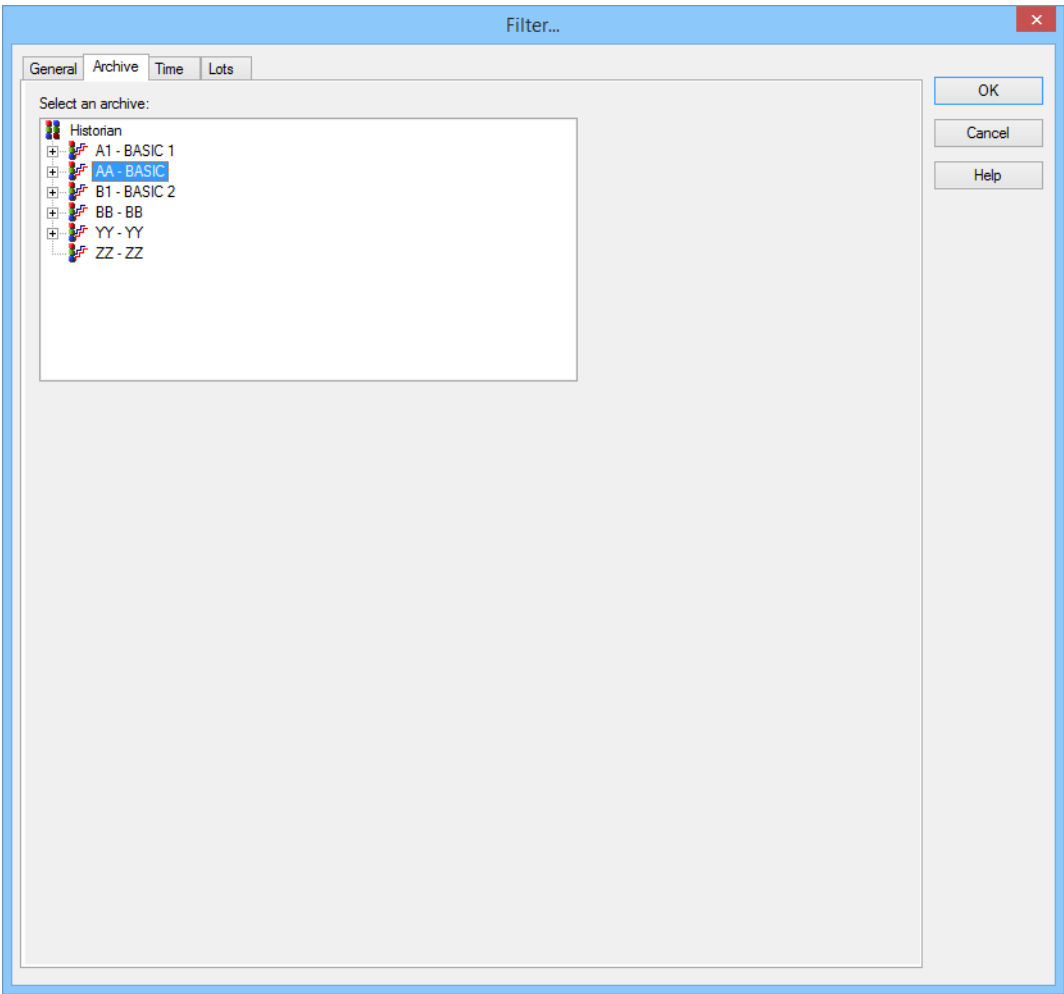 Filter...
General Archive Time Lots
Select an archive:
Historian
A1 - BASIC 1
AA - BASIC
B1 - BASIC 2
BB - BB
YY - YY
ZZ - ZZ
OK
Cancel
Help